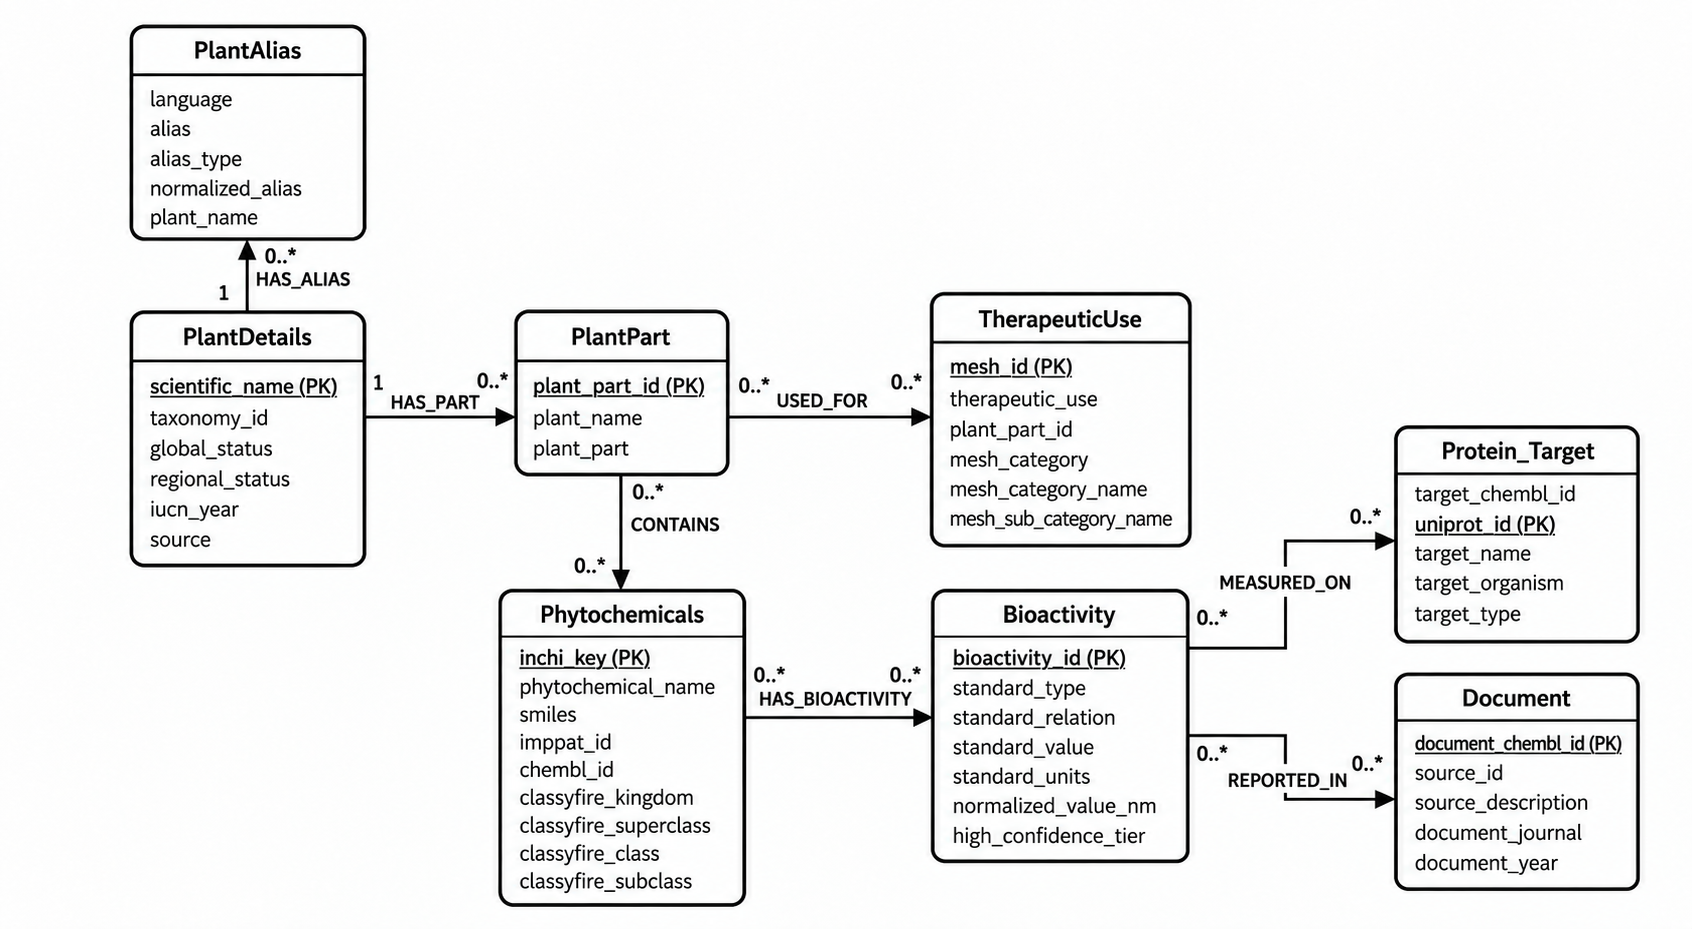 PlantAlias
language
alias
alias_type
normalized_alias
plant_name
0..*
HAS_ALIAS
1
PlantDetails
scientific_name (PK)
taxonomy_id
global_status
regional_status
iucn_year
source
1
0..*
HAS_PART
PlantPart
plant_part_id (PK)
plant_name
plant_part
0..*
0..*
USED_FOR
TherapeuticUse
mesh_id (PK)
therapeutic_use
plant_part_id
mesh_category
mesh_category_name
mesh_sub_category_name
0..*
CONTAINS
0..*
Phytochemicals
inchi_key (PK)
phytochemical_name
smiles
imppat_id
chembl_id
classyfire_kingdom
classyfire_superclass
classyfire_class
classyfire_subclass
0..*
0..*
HAS_BIOACTIVITY
Bioactivity
bioactivity_id (PK)
standard_type
standard_relation
standard_value
standard_units
normalized_value_nm
high_confidence_tier
0..*
MEASURED_ON
0..*
Protein_Target
target_chembl_id
uniprot_id (PK)
target_name
target_organism
target_type
0..*
REPORTED_IN
0..*
Document
document_chembl_id (PK)
source_id
source_description
document_journal
document_year